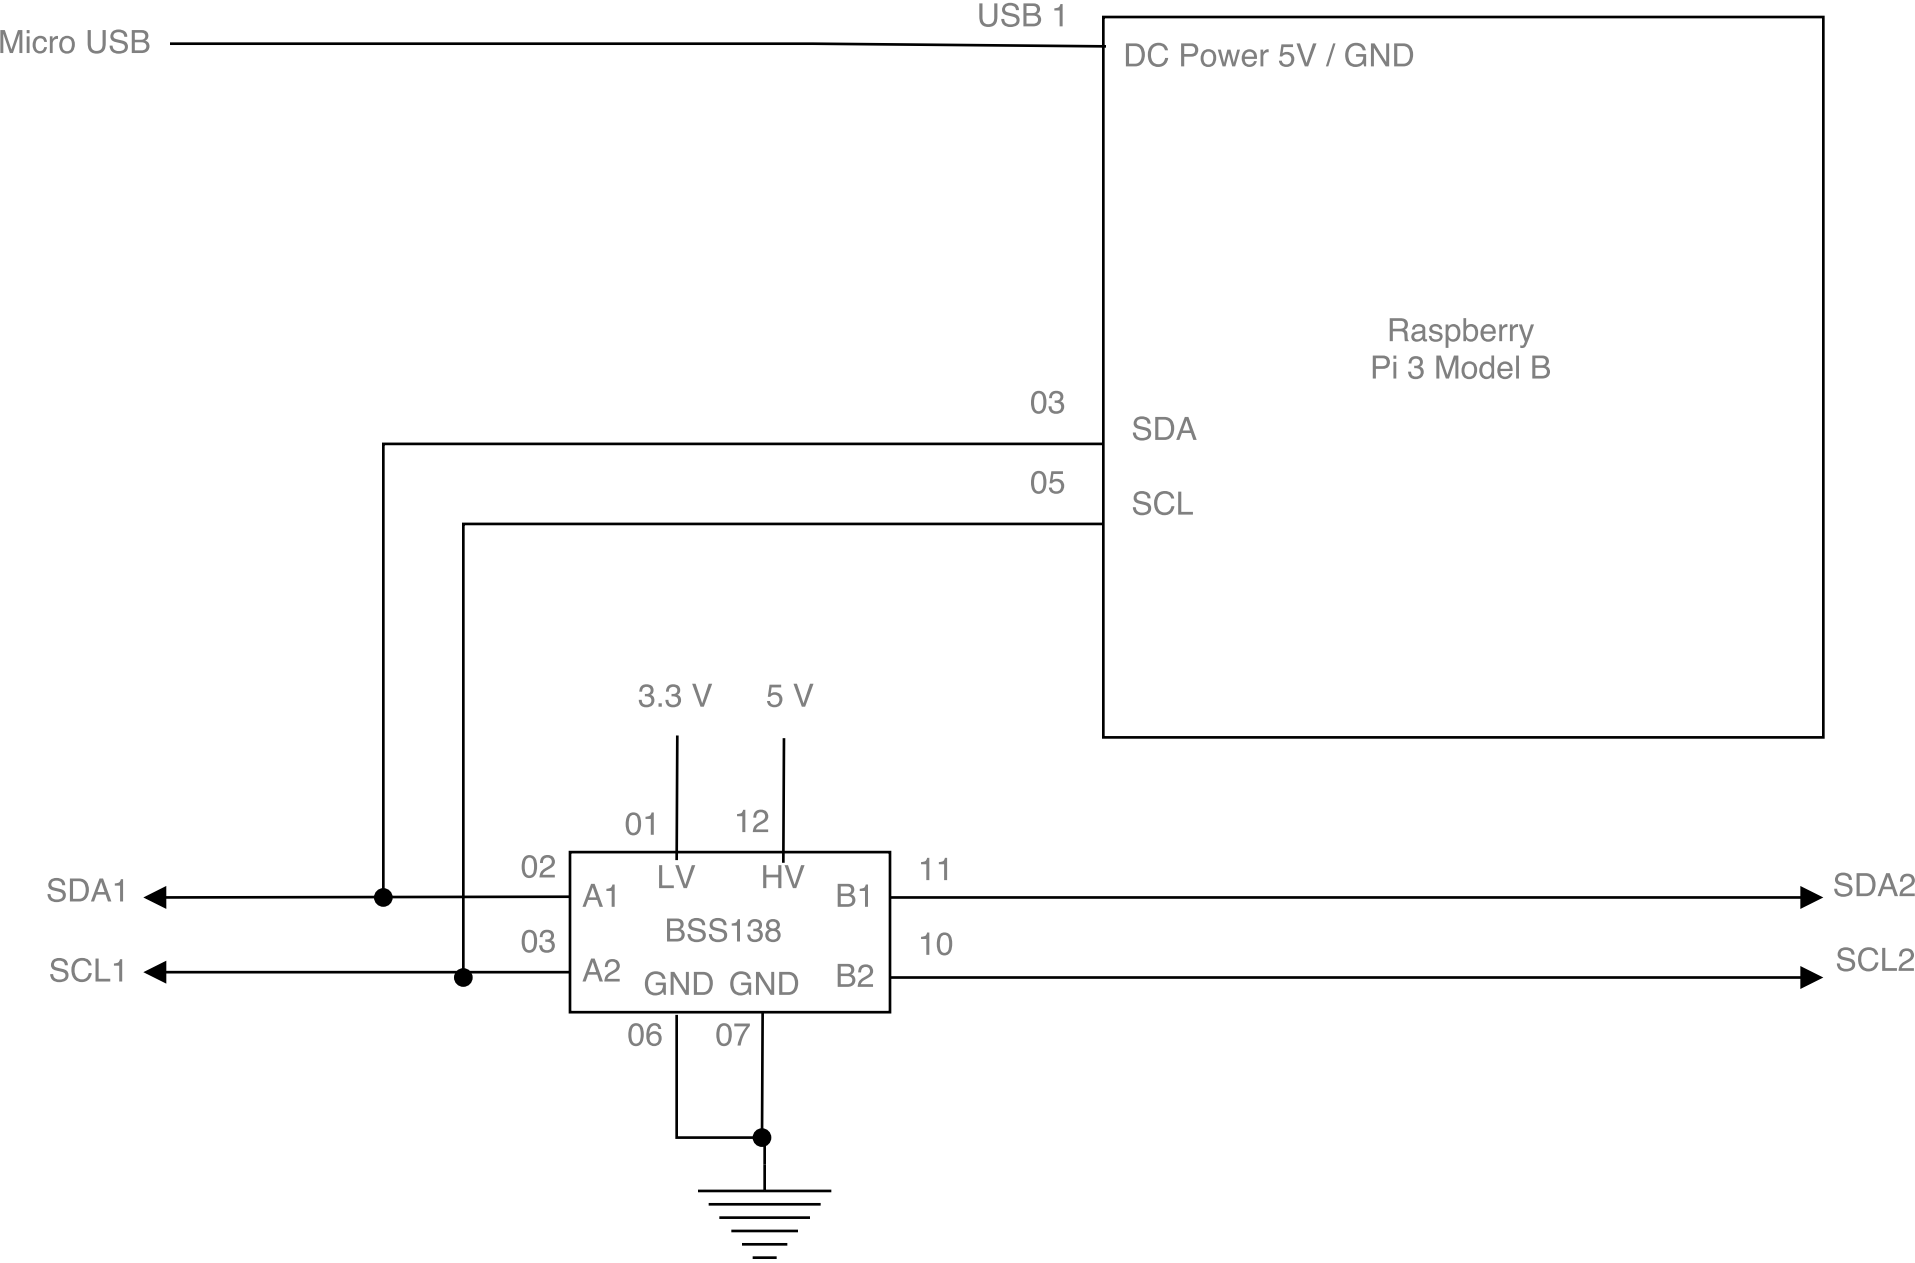 USB 1
Micro USB
DC Power 5V / GND
Raspberry
Pi 3 Model B
03
SDA
05
SCL
3.3 V
5 V
01
12
02
11
LV
HV
SDA1
A1
B1
SDA2
BSS138
03
10
SCL1
A2
GND
GND
B2
SCL2
06
07